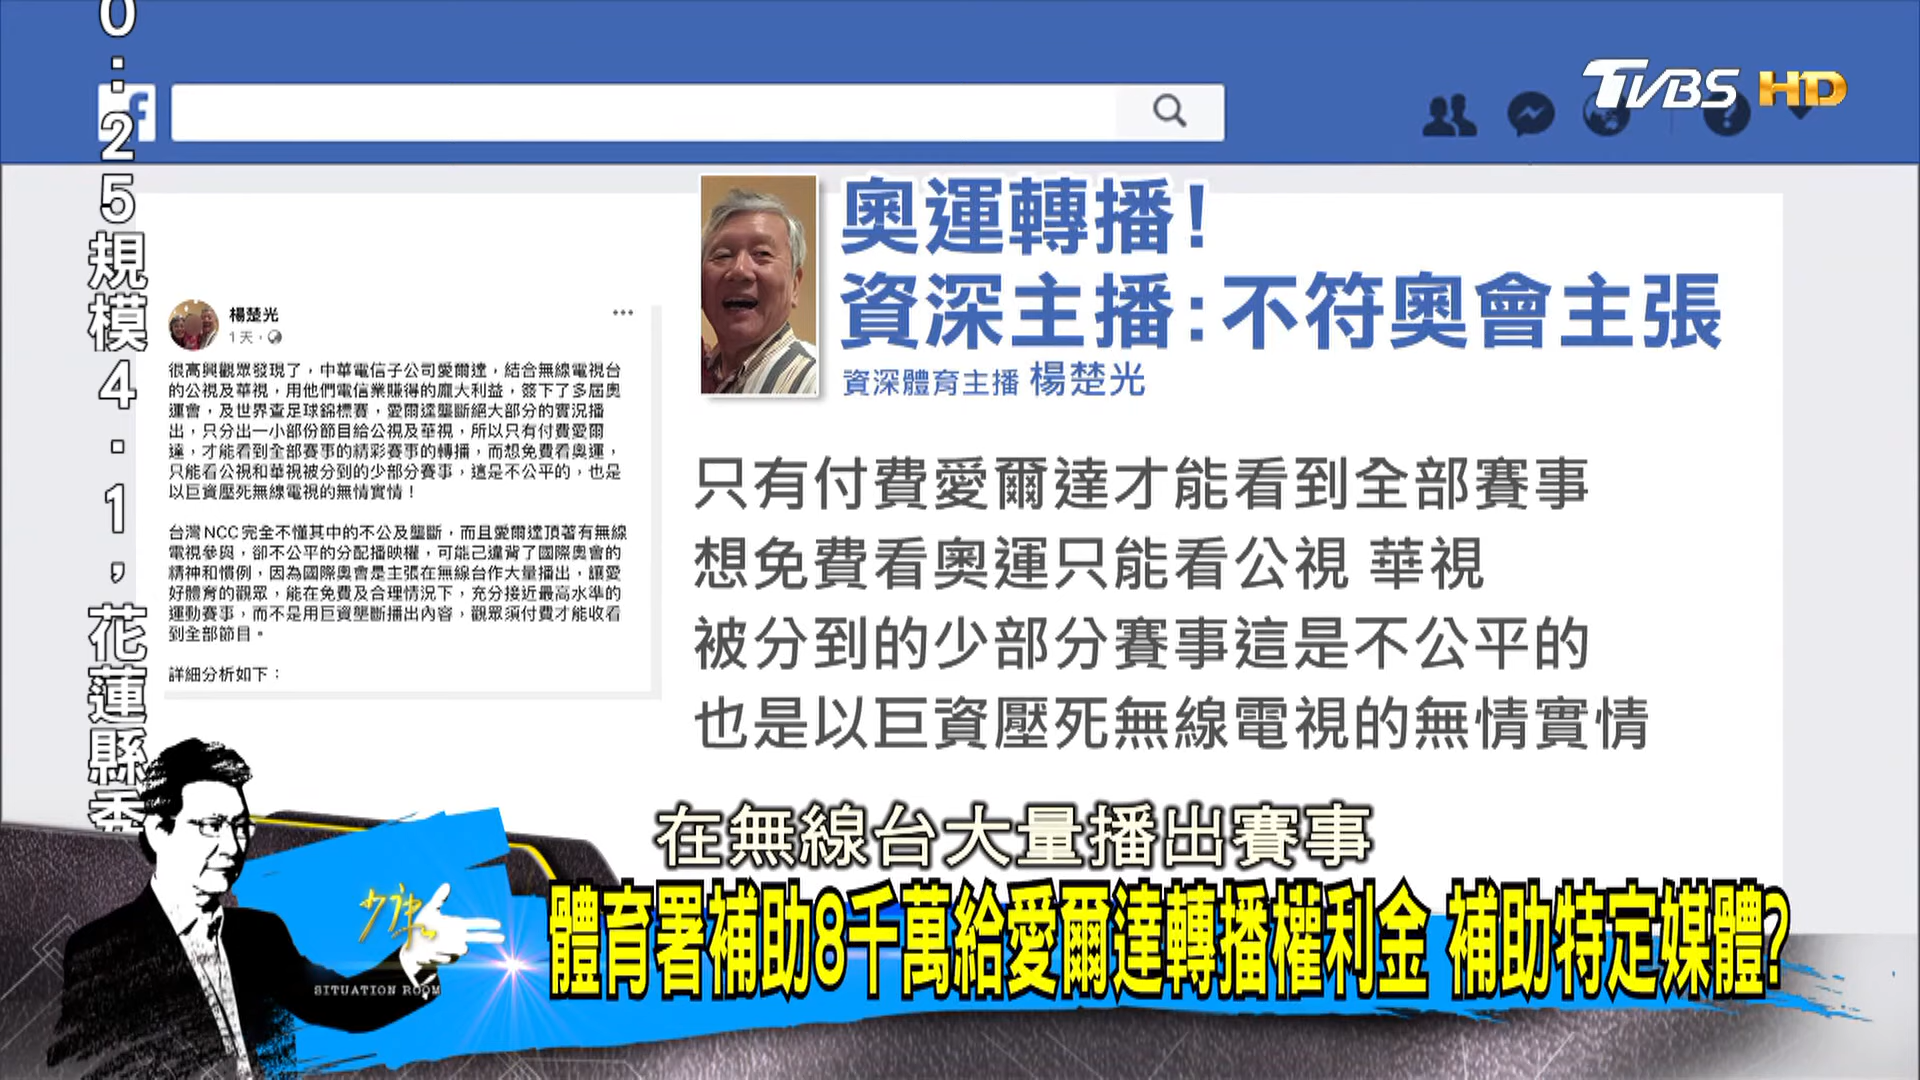 0:25規模4.1，花蓮縣秀
f
TVBS HD
奧運轉播！
資深主播:不符奧會主張
資深體育主播 楊楚光
楊楚光
1天
很高興觀眾發現了，中華電信子公司愛爾達，結合無線電視台
的公視及華視，用他們電信業賺得的龐大利益，簽下了多屆奧
運會，及世界查足球錦標賽，愛爾達壟斷絕大部分的實況播
出，只分出一小部份節目給公視及華視，所以只有付費愛爾
達，才能看到全部賽事的精彩賽事的轉播，而想免費看奧運，
只能看公視和華視被分到的少部分賽事，這是不公平的，也是
以巨資壓死無線電視的無情實情！
台灣NCC完全不懂其中的不公及壟斷，而且愛爾達頂著有無線
電視參與，卻不公平的分配播映權，可能己違背了國際奧會的
精神和慣例，因為國際奧會是主張在無線台作大量播出，讓愛
好體育的觀眾，能在免費及合理情況下，充分接近最高水準的
運動賽事，而不是用巨資壟斷播出內容，觀眾須付費才能收看
到全部節目。
詳細分析如下：
只有付費愛爾達才能看到全部賽事
想免費看奧運只能看公視 華視
被分到的少部分賽事這是不公平的
也是以巨資壓死無線電視的無情實情
在無線台大量播出賽事
少康
SITUATION ROOM
體育署補助8千萬給愛爾達轉播權利金 補助特定媒體?